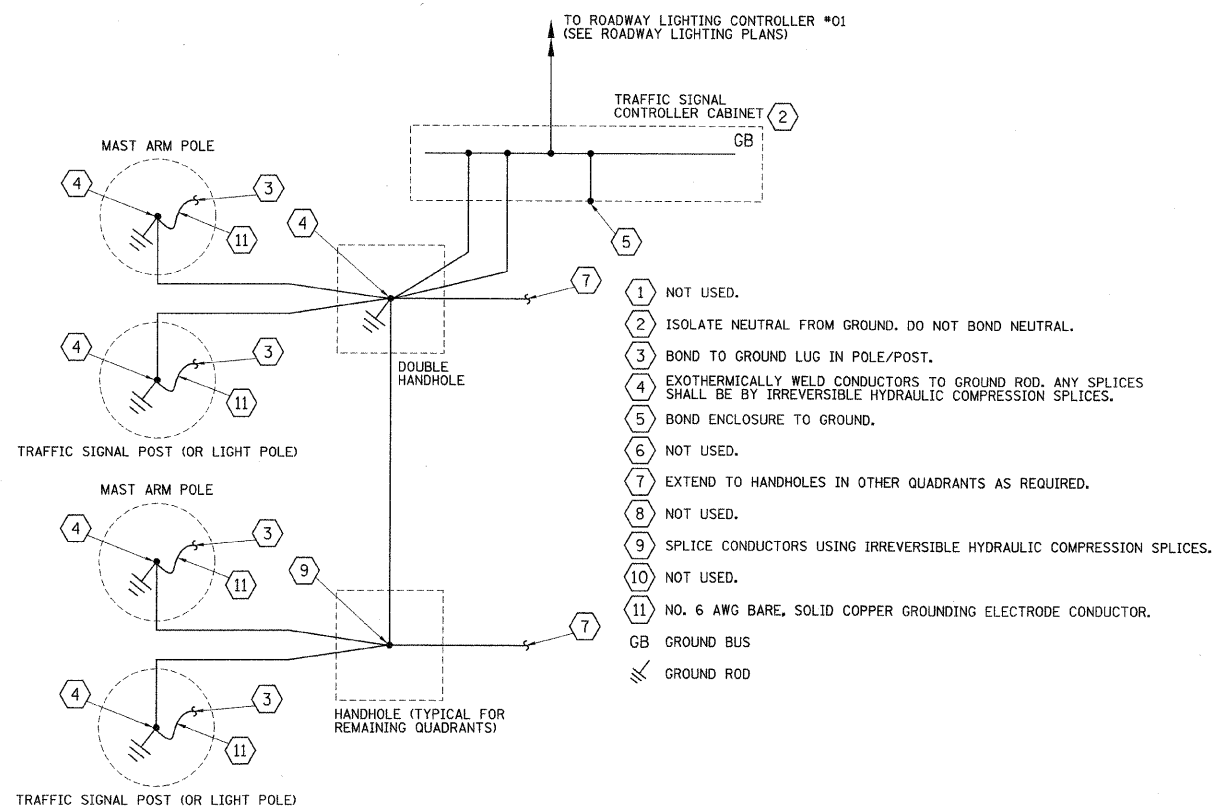 TO ROADWAY LIGHTING CONTROLLER #01
(SEE ROADWAY LIGHTING PLANS)
TRAFFIC SIGNAL
CONTROLLER CABINET
2
GB
MAST ARM POLE
4
3
11
4
5
7
DOUBLE
HANDHOLE
4
3
11
TRAFFIC SIGNAL POST (OR LIGHT POLE)
MAST ARM POLE
4
3
11
9
7
HANDHOLE (TYPICAL FOR
REMAINING QUADRANTS)
4
3
11
TRAFFIC SIGNAL POST (OR LIGHT POLE)
1 NOT USED.
2 ISOLATE NEUTRAL FROM GROUND. DO NOT BOND NEUTRAL.
3 BOND TO GROUND LUG IN POLE/POST.
4 EXOTHERMICALLY WELD CONDUCTORS TO GROUND ROD. ANY SPLICES
SHALL BE BY IRREVERSIBLE HYDRAULIC COMPRESSION SPLICES.
5 BOND ENCLOSURE TO GROUND.
6 NOT USED.
7 EXTEND TO HANDHOLES IN OTHER QUADRANTS AS REQUIRED.
8 NOT USED.
9 SPLICE CONDUCTORS USING IRREVERSIBLE HYDRAULIC COMPRESSION SPLICES.
10 NOT USED.
11 NO. 6 AWG BARE, SOLID COPPER GROUNDING ELECTRODE CONDUCTOR.
GB GROUND BUS
GROUND ROD